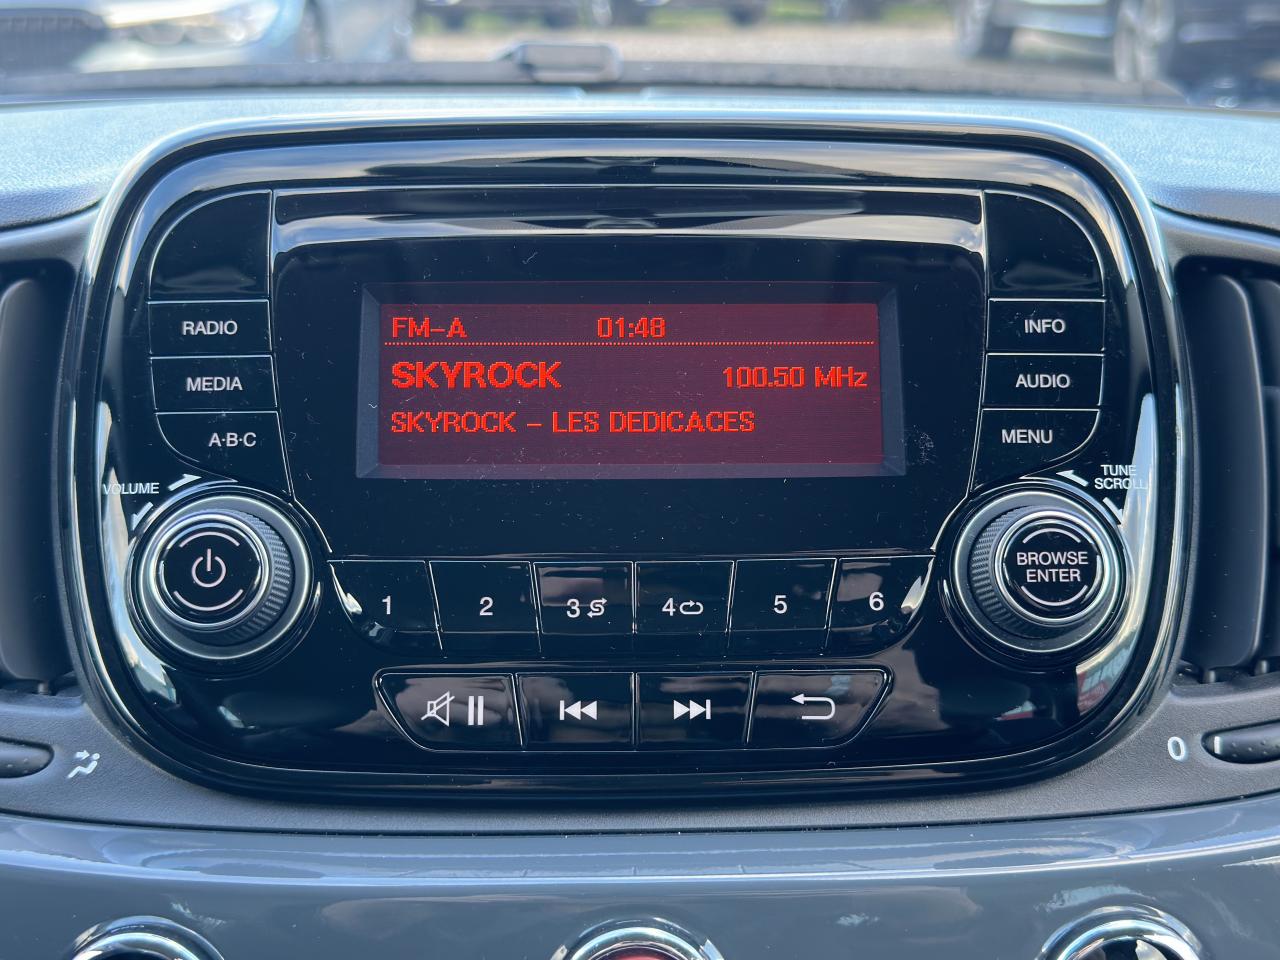 FM-A 01:48
SKYROCK 100.50 MHz
SKYROCK - LES DEDICACES
RADIO
MEDIA
A·B·C
VOLUME
INFO
AUDIO
MENU
TUNE
SCROLL
BROWSE
ENTER
1 2 3 4 5 6
0